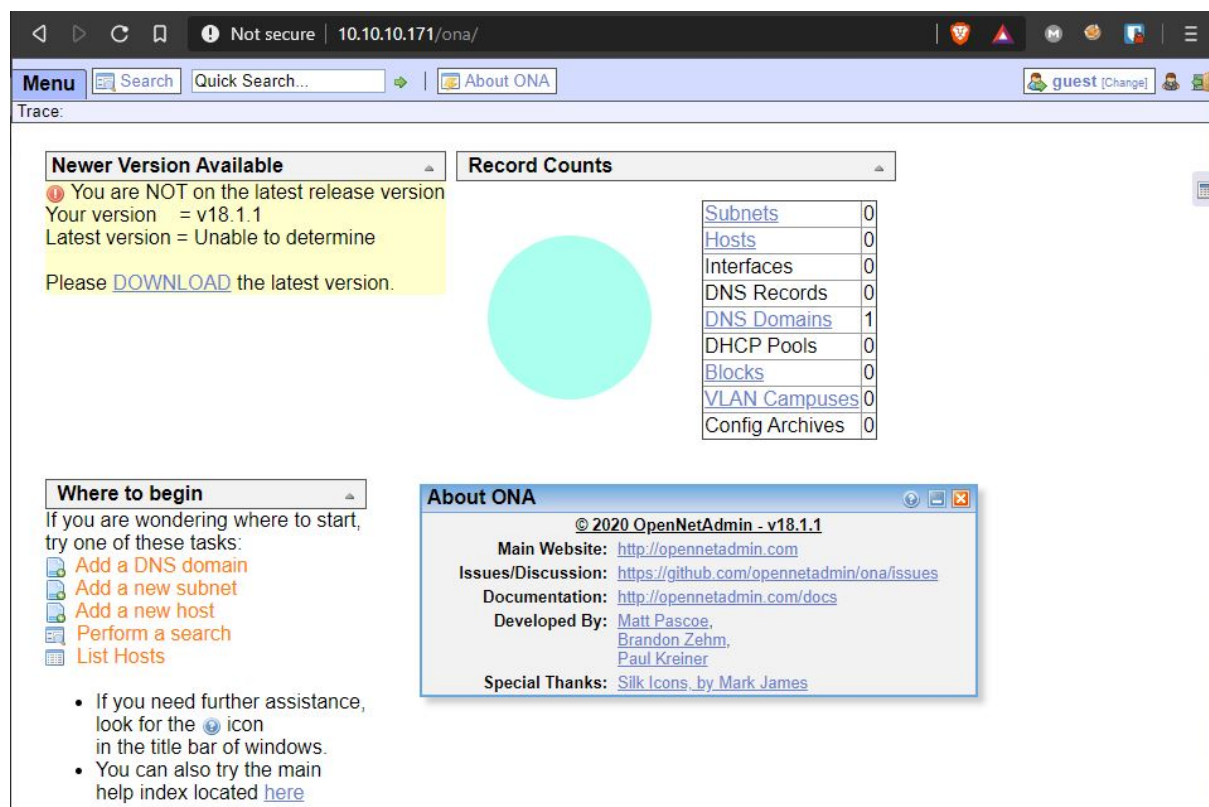 Not secure | 10.10.10.171/ona/
Menu Search Quick Search... | About ONA guest [Change]
Trace:
Newer Version Available
You are NOT on the latest release version
Your version = v18.1.1
Latest version = Unable to determine
Please DOWNLOAD the latest version.
Record Counts
Subnets 0
Hosts 0
Interfaces 0
DNS Records 0
DNS Domains 1
DHCP Pools 0
Blocks 0
VLAN Campuses 0
Config Archives 0
Where to begin
If you are wondering where to start,
try one of these tasks:
Add a DNS domain
Add a new subnet
Add a new host
Perform a search
List Hosts
• If you need further assistance,
look for the icon
in the title bar of windows.
• You can also try the main
help index located here
About ONA
© 2020 OpenNetAdmin - v18.1.1
Main Website: http://opennetadmin.com
Issues/Discussion: https://github.com/opennetadmin/ona/issues
Documentation: http://opennetadmin.com/docs
Developed By: Matt Pascoe,
Brandon Zehm,
Paul Kreiner
Special Thanks: Silk Icons, by Mark James